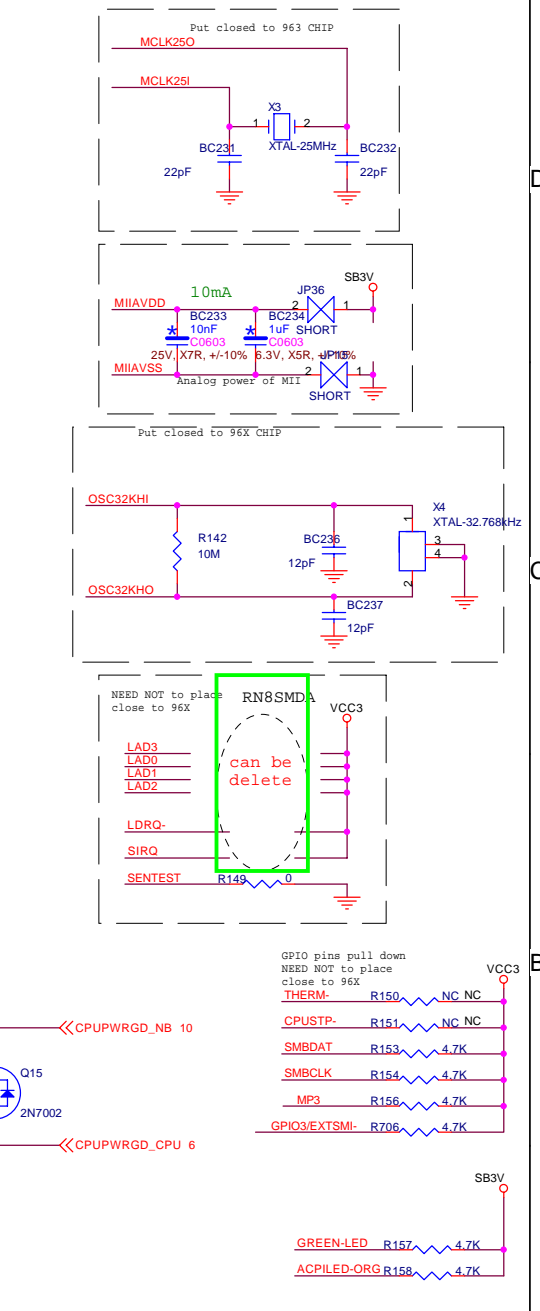 Put closed to 963 CHIP
MCLK25O
MCLK25I
X3
1 2
BC231 XTAL-25MHz BC232
22pF 22pF
D
SB3V
10mA JP36
MIIAVDD 2 1
BC233 BC234
10nF 1uF SHORT
C0603 C0603
25V, X7R, +/-10% 6.3V, X5R, +/-10% JP15
MIIAVSS 2 1
Analog power of MII
SHORT
Put closed to 96X CHIP
OSC32KHI X4
XTAL-32.768kHz
1
R142 BC236 3
10M 4
12pF
C
OSC32KHO 2
BC237
12pF
NEED NOT to place RN8SMDA
close to 96X VCC3
LAD3
LAD0 can be
LAD1 delete
LAD2
LDRQ-
SIRQ
SENTEST R149 0
GPIO pins pull down
NEED NOT to place VCC3
B
close to 96X
THERM- R150 NC NC
CPUSTP- R151 NC NC
CPUPWRGD_NB 10
SMBDAT R153 4.7K
Q15
SMBCLK R154 4.7K
MP3 R156 4.7K
2N7002
GPIO3/EXTSMI- R706 4.7K
CPUPWRGD_CPU 6
SB3V
GREEN-LED R157 4.7K
ACPILED-ORG R158 4.7K